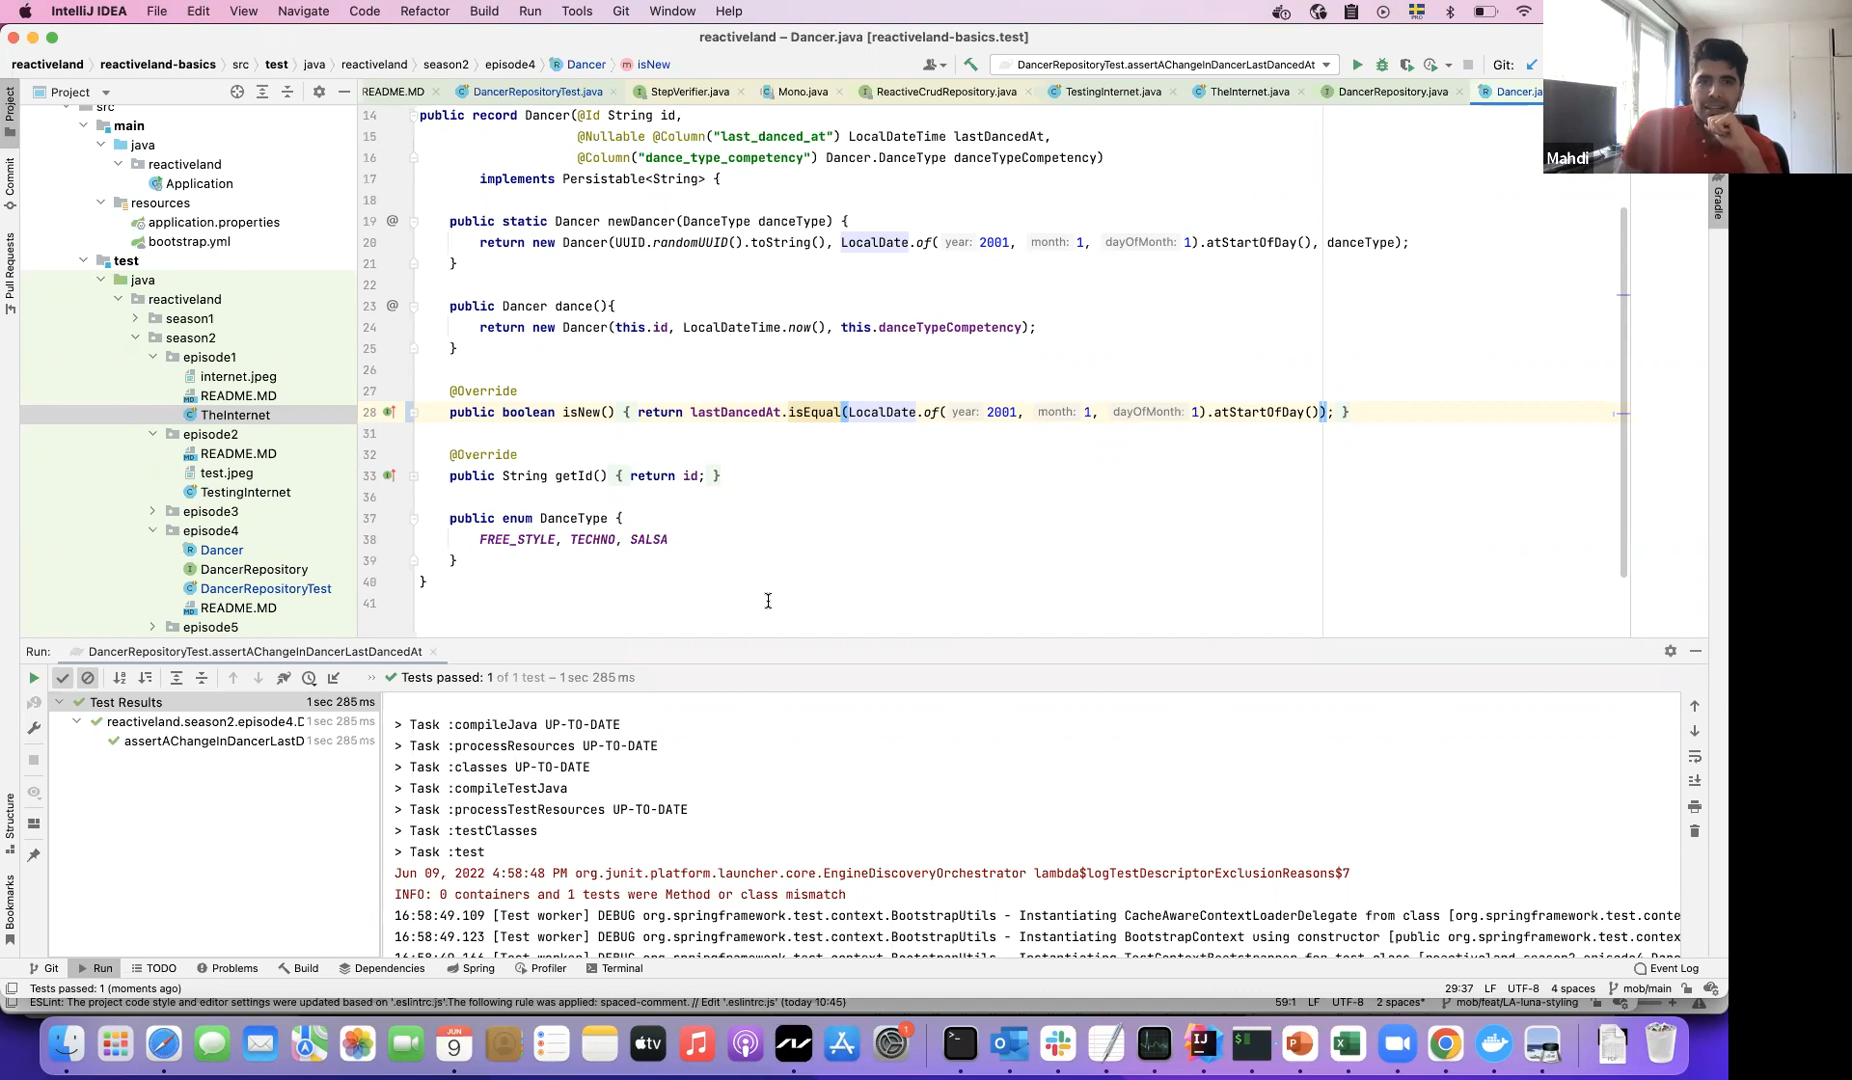 IntelliJ IDEA File Edit View Navigate Code Refactor Build Run Tools Git Window Help
reactiveland – Dancer.java [reactiveland-basics.test]
reactiveland reactiveland-basics src test java reactiveland season2 episode4 Dancer isNew DancerRepositoryTest.assertAChangeInDancerLastDancedAt Git:
Project README.MD DancerRepositoryTest.java StepVerifier.java Mono.java ReactiveCrudRepository.java TestingInternet.java TheInternet.java DancerRepository.java Dancer.ja
Mahdi
Project
Commit
Pull Requests
Structure
Bookmarks
Gradle
src
main
java
reactiveland
Application
resources
application.properties
bootstrap.yml
test
java
reactiveland
season1
season2
episode1
internet.jpeg
README.MD
TheInternet
episode2
README.MD
test.jpeg
TestingInternet
episode3
episode4
Dancer
DancerRepository
DancerRepositoryTest
README.MD
episode5
14 public record Dancer(@Id String id,
15 @Nullable @Column("last_danced_at") LocalDateTime lastDancedAt,
16 @Column("dance_type_competency") Dancer.DanceType danceTypeCompetency)
17 implements Persistable<String> {
18
19 @ public static Dancer newDancer(DanceType danceType) {
20 return new Dancer(UUID.randomUUID().toString(), LocalDate.of( year: 2001, month: 1, dayOfMonth: 1).atStartOfDay(), danceType);
21 }
22
23 @ public Dancer dance(){
24 return new Dancer(this.id, LocalDateTime.now(), this.danceTypeCompetency);
25 }
26
27 @Override
28 public boolean isNew() { return lastDancedAt.isEqual(LocalDate.of( year: 2001, month: 1, dayOfMonth: 1).atStartOfDay()); }
31
32 @Override
33 public String getId() { return id; }
36
37 public enum DanceType {
38 FREE_STYLE, TECHNO, SALSA
39 }
40 }
41
Run: DancerRepositoryTest.assertAChangeInDancerLastDancedAt
Tests passed: 1 of 1 test – 1 sec 285 ms
Test Results 1 sec 285 ms
reactiveland.season2.episode4.D 1 sec 285 ms
assertAChangeInDancerLastD 1 sec 285 ms
> Task :compileJava UP-TO-DATE
> Task :processResources UP-TO-DATE
> Task :classes UP-TO-DATE
> Task :compileTestJava
> Task :processTestResources UP-TO-DATE
> Task :testClasses
> Task :test
Jun 09, 2022 4:58:48 PM org.junit.platform.launcher.core.EngineDiscoveryOrchestrator lambda$logTestDescriptorExclusionReasons$7
INFO: 0 containers and 1 tests were Method or class mismatch
16:58:49.109 [Test worker] DEBUG org.springframework.test.context.BootstrapUtils - Instantiating CacheAwareContextLoaderDelegate from class [org.springframework.test.conte
16:58:49.123 [Test worker] DEBUG org.springframework.test.context.BootstrapUtils - Instantiating BootstrapContext using constructor [public org.springframework.test.contex
Git Run TODO Problems Build Dependencies Spring Profiler Terminal Event Log
Tests passed: 1 (moments ago) 29:37 LF UTF-8 4 spaces mob/main
ESLint: The project code style and editor settings were updated based on '.eslintrc.js'.The following rule was applied: spaced-comment. // Edit '.eslintrc.js' (today 10:45) 59:1 LF UTF-8 2 spaces* mob/feat/LA-luna-styling
JUN
9
tv
1
IJ